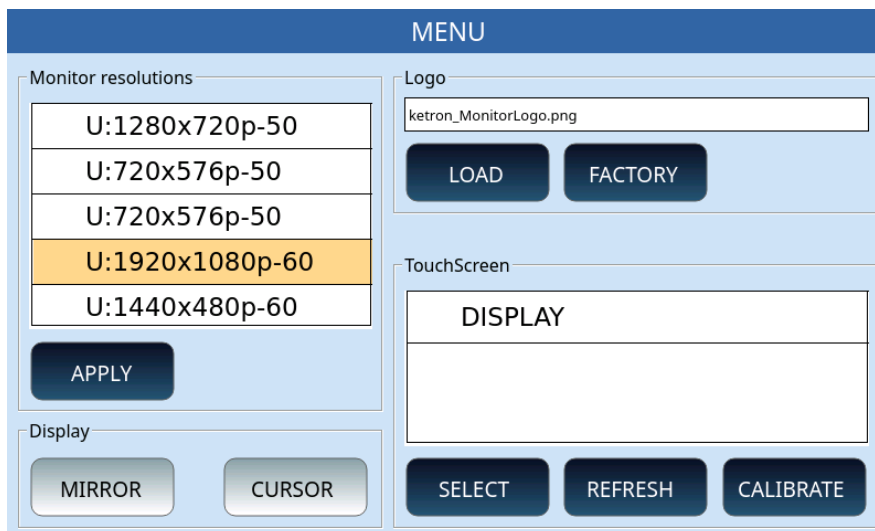 MENU
Monitor resolutions
U:1280x720p-50
U:720x576p-50
U:720x576p-50
U:1920x1080p-60
U:1440x480p-60
APPLY
Display
MIRROR CURSOR
Logo
ketron_MonitorLogo.png
LOAD FACTORY
TouchScreen
DISPLAY
SELECT REFRESH CALIBRATE